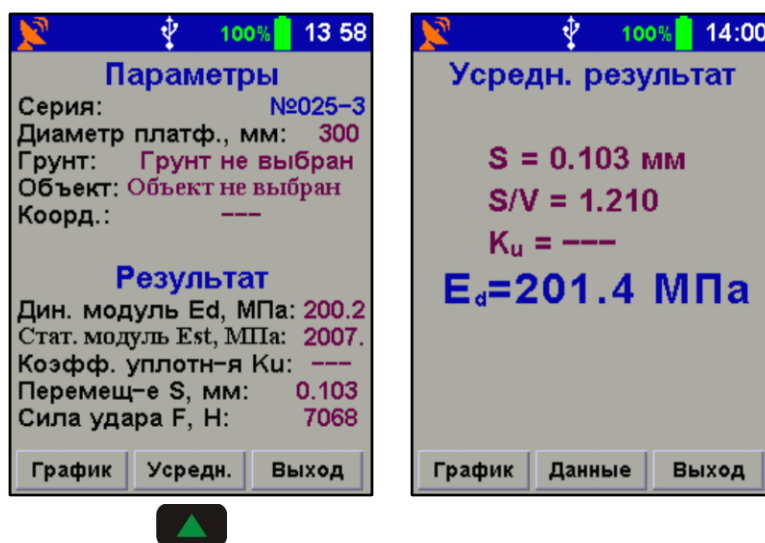 100% 13 58
Параметры
Серия: №025-3
Диаметр платф., мм: 300
Грунт: Грунт не выбран
Объект: Объект не выбран
Коорд.: ---
Результат
Дин. модуль Ed, МПа: 200.2
Стат. модуль Est, МПа: 2007.
Коэфф. уплотн-я Ku: ---
Перемещ-е S, мм: 0.103
Сила удара F, Н: 7068
График Усредн. Выход
100% 14:00
Усредн. результат
S = 0.103 мм
S/V = 1.210
Ku = ---
Ed=201.4 МПа
График Данные Выход